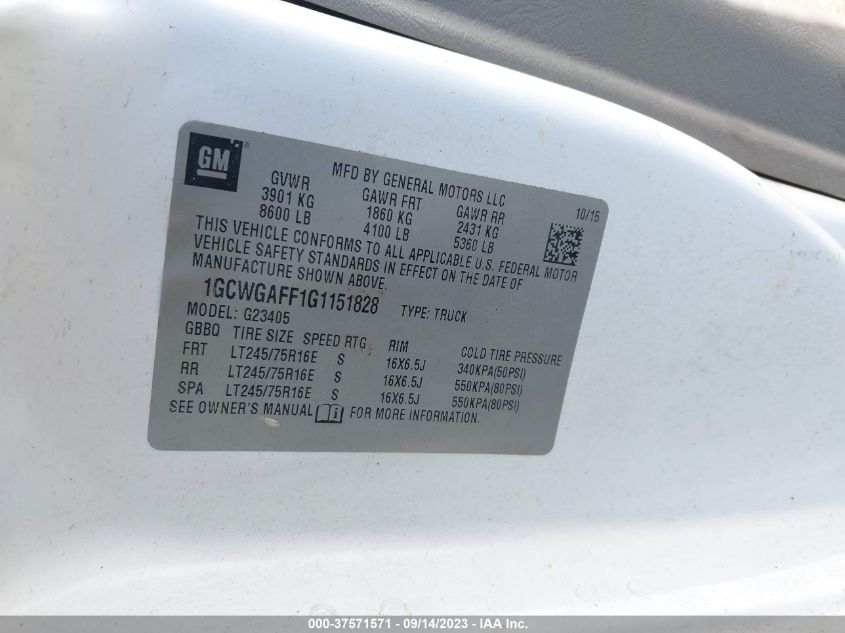 GM ®
MFD BY GENERAL MOTORS LLC
GVWR GAWR FRT GAWR RR 10/15
3901 KG 1860 KG 2431 KG
8600 LB 4100 LB 5360 LB
THIS VEHICLE CONFORMS TO ALL APPLICABLE U.S. FEDERAL MOTOR
VEHICLE SAFETY STANDARDS IN EFFECT ON THE DATE OF
MANUFACTURE SHOWN ABOVE.
1GCWGAFF1G1151828 TYPE: TRUCK
MODEL: G23405
GBBQ TIRE SIZE SPEED RTG RIM COLD TIRE PRESSURE
FRT LT245/75R16E S 16X6.5J 340KPA(50PSI)
RR LT245/75R16E S 16X6.5J 550KPA(80PSI)
SPA LT245/75R16E S 16X6.5J 550KPA(80PSI)
SEE OWNER'S MANUAL FOR MORE INFORMATION.
000-37571571 - 09/14/2023 - IAA Inc.